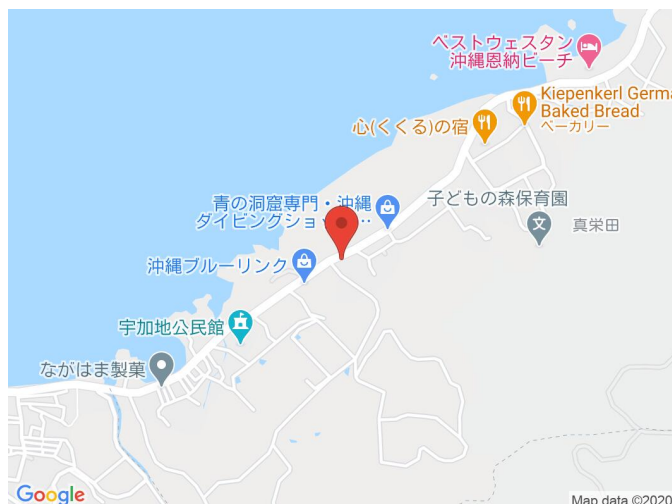 ベストウェスタン
沖縄恩納ビーチ
Kiepenkerl Germa
Baked Bread
ベーカリー
心(くくる)の宿
青の洞窟専門・沖縄
ダイビングショ…
子どもの森保育園
真栄田
沖縄ブルーリンク
宇加地公民館
ながはま製菓
Google
Map data ©2020